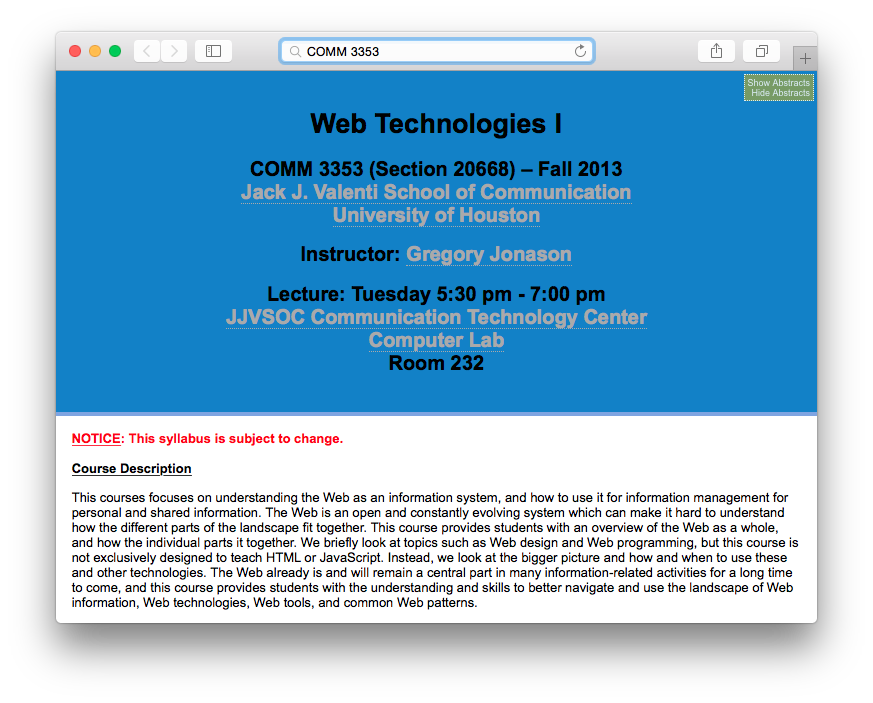 COMM 3353
Show Abstracts
Hide Abstracts
Web Technologies I
COMM 3353 (Section 20668) – Fall 2013
Jack J. Valenti School of Communication
University of Houston
Instructor: Gregory Jonason
Lecture: Tuesday 5:30 pm - 7:00 pm
JJVSOC Communication Technology Center
Computer Lab
Room 232
NOTICE: This syllabus is subject to change.
Course Description
This courses focuses on understanding the Web as an information system, and how to use it for information management for
personal and shared information. The Web is an open and constantly evolving system which can make it hard to understand
how the different parts of the landscape fit together. This course provides students with an overview of the Web as a whole,
and how the individual parts it together. We briefly look at topics such as Web design and Web programming, but this course is
not exclusively designed to teach HTML or JavaScript. Instead, we look at the bigger picture and how and when to use these
and other technologies. The Web already is and will remain a central part in many information-related activities for a long time
to come, and this course provides students with the understanding and skills to better navigate and use the landscape of Web
information, Web technologies, Web tools, and common Web patterns.